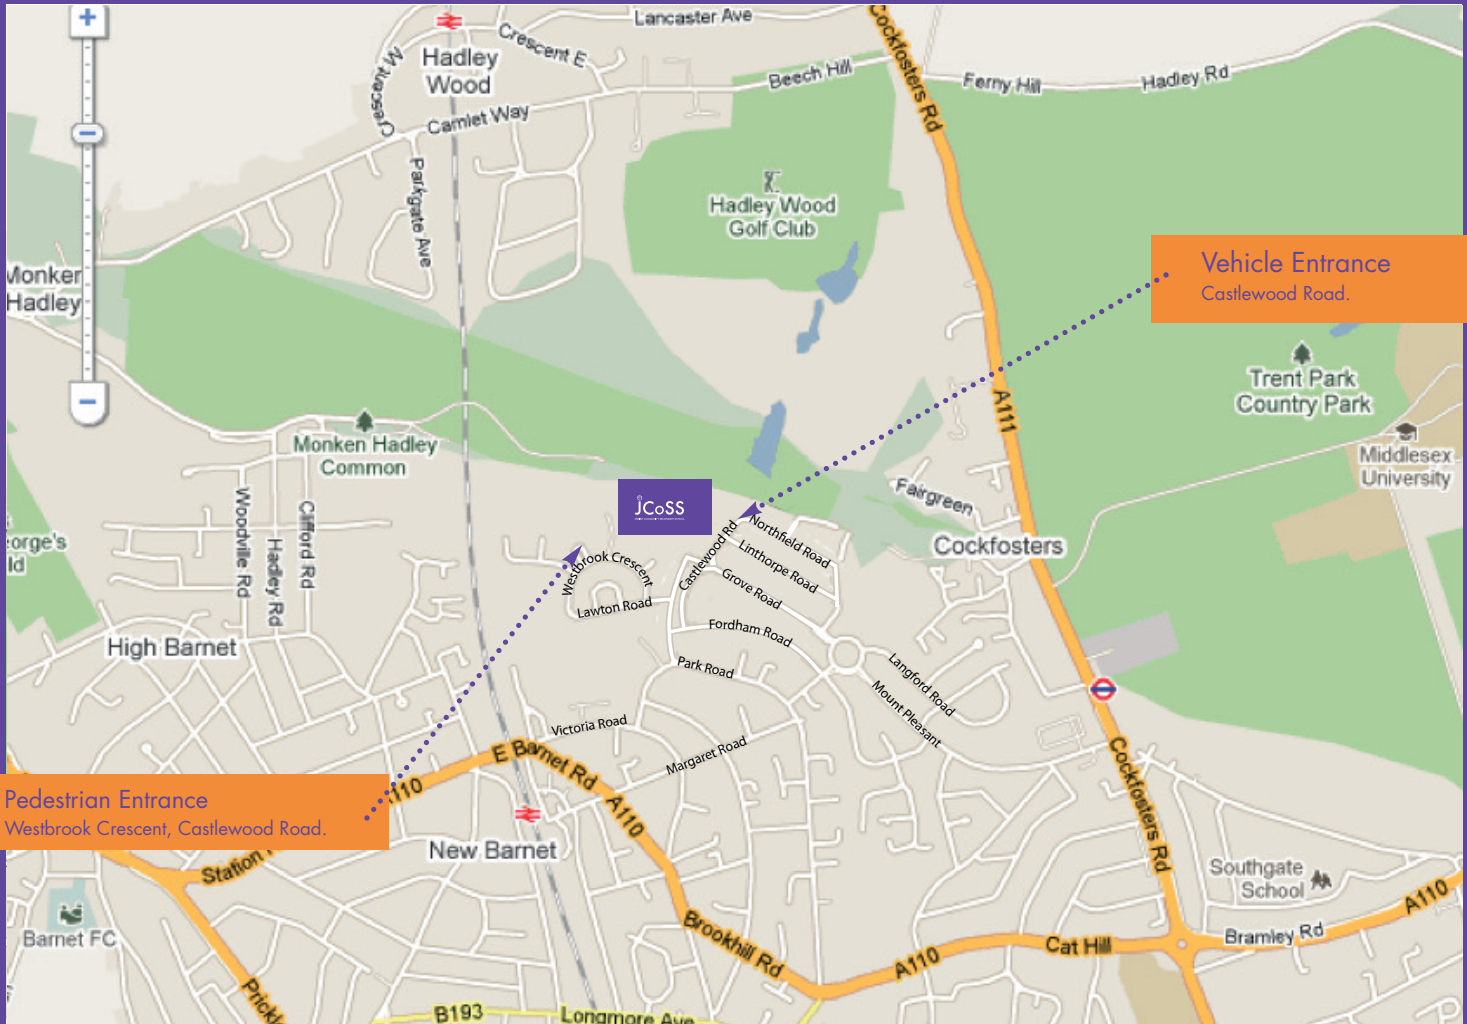 Lancaster Ave
Crescent E
Crescent W
Hadley
Wood
Camlet Way
Parkgate Ave
Beech Hill
Cockfosters Rd
Ferny Hill
Hadley Rd
Hadley Wood
Golf Club
Monken
Hadley
Vehicle Entrance
Castlewood Road.
A111
Trent Park
Country Park
Middlesex
University
Monken Hadley
Common
Woodville Rd
Hadley Rd
Clifford Rd
JCoSS
Fairgreen
Cockfosters
Northfield Road
Linthorpe Road
Castlewood Rd
Grove Road
Westbrook Crescent
Lawton Road
Fordham Road
Park Road
Langford Road
Mount Pleasant
High Barnet
Victoria Road
Margaret Road
E Barnet Rd
A110
Cockfosters Rd
Pedestrian Entrance
Westbrook Crescent, Castlewood Road.
A110
New Barnet
Station
Southgate
School
A110
Bramley Rd
Barnet FC
Brookhill Rd
A110
Cat Hill
B193
Longmore Ave